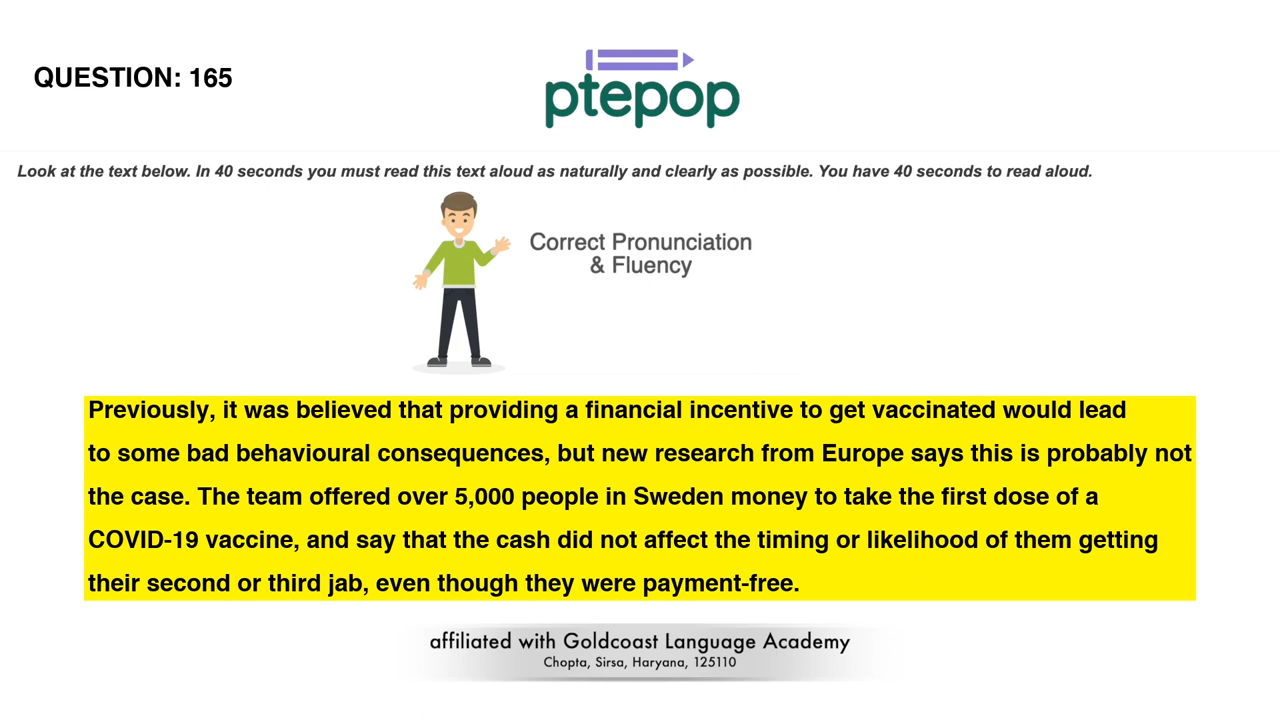 QUESTION: 165
ptepop
Look at the text below. In 40 seconds you must read this text aloud as naturally and clearly as possible. You have 40 seconds to read aloud.
Correct Pronunciation
& Fluency
Previously, it was believed that providing a financial incentive to get vaccinated would lead
to some bad behavioural consequences, but new research from Europe says this is probably not
the case. The team offered over 5,000 people in Sweden money to take the first dose of a
COVID-19 vaccine, and say that the cash did not affect the timing or likelihood of them getting
their second or third jab, even though they were payment-free.
affiliated with Goldcoast Language Academy
Chopta, Sirsa, Haryana, 125110